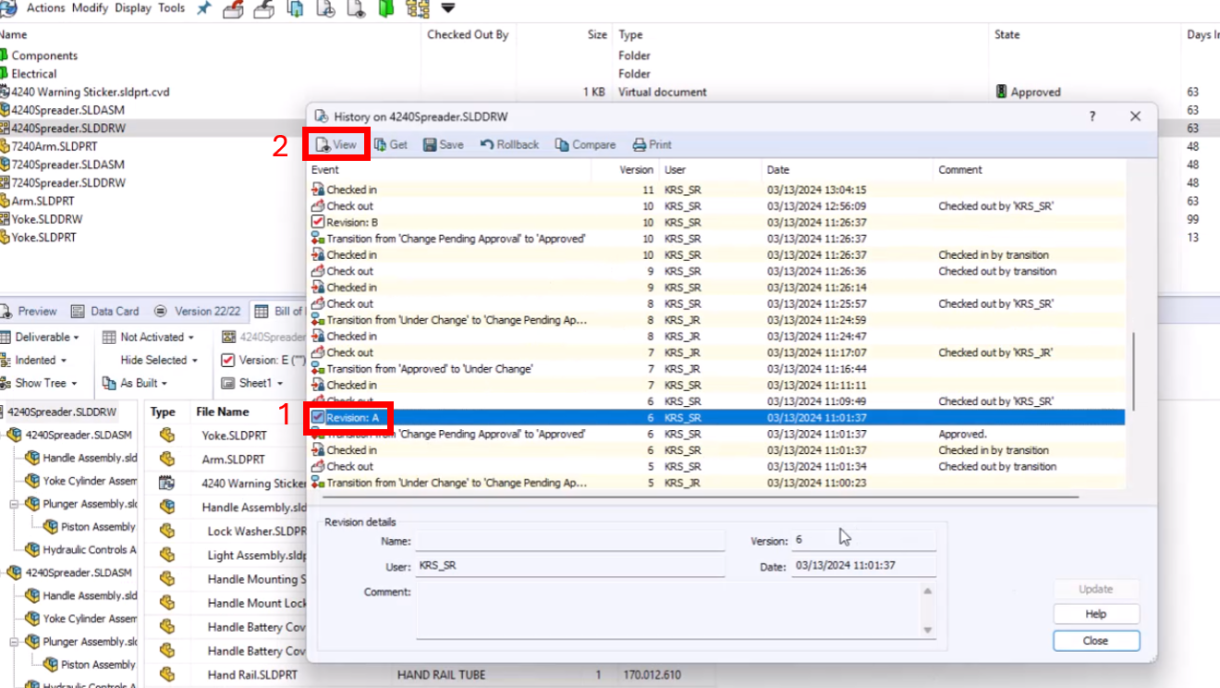 Actions Modify Display Tools
Name Checked Out By Size Type State Days In
Components Folder
Electrical Folder
4240 Warning Sticker.sldprt.cvd 1 KB Virtual document Approved 63
4240Spreader.SLDASM 63
4240Spreader.SLDDRW 63
7240Arm.SLDPRT 48
7240Spreader.SLDASM 48
7240Spreader.SLDDRW 48
Arm.SLDPRT 63
Yoke.SLDDRW 99
Yoke.SLDPRT 13
History on 4240Spreader.SLDDRW ?
2 View Get Save Rollback Compare Print
Event Version User Date Comment
Checked in 11 KRS_SR 03/13/2024 13:04:15
Check out 10 KRS_SR 03/13/2024 12:56:09 Checked out by 'KRS_SR'
Revision: B 10 KRS_SR 03/13/2024 11:26:37
Transition from 'Change Pending Approval' to 'Approved' 10 KRS_SR 03/13/2024 11:26:37
Checked in 10 KRS_SR 03/13/2024 11:26:37 Checked in by transition
Check out 9 KRS_SR 03/13/2024 11:26:36 Checked out by transition
Checked in 9 KRS_SR 03/13/2024 11:26:14
Check out 8 KRS_SR 03/13/2024 11:25:57 Checked out by 'KRS_SR'
Transition from 'Under Change' to 'Change Pending Ap... 8 KRS_JR 03/13/2024 11:24:59
Checked in 8 KRS_JR 03/13/2024 11:24:47
Check out 7 KRS_JR 03/13/2024 11:17:07 Checked out by 'KRS_JR'
Transition from 'Approved' to 'Under Change' 7 KRS_JR 03/13/2024 11:16:44
Checked in 7 KRS_SR 03/13/2024 11:11:11
Check out 6 KRS_SR 03/13/2024 11:09:49 Checked out by 'KRS_SR'
1 Revision: A 6 KRS_SR 03/13/2024 11:01:37
Transition from 'Change Pending Approval' to 'Approved' 6 KRS_SR 03/13/2024 11:01:37 Approved.
Checked in 6 KRS_SR 03/13/2024 11:01:37 Checked in by transition
Check out 5 KRS_SR 03/13/2024 11:01:34 Checked out by transition
Transition from 'Under Change' to 'Change Pending Ap... 5 KRS_JR 03/13/2024 11:00:23
Revision details
Name: Version: 6
User: KRS_SR Date: 03/13/2024 11:01:37
Comment:
Update
Help
Close
Preview Data Card Version 22/22 Bill of
Deliverable Not Activated 4240Spreader
Indented Hide Selected Version: E ("")
Show Tree As Built Sheet1
4240Spreader.SLDDRW Type File Name
4240Spreader.SLDASM Yoke.SLDPRT
Handle Assembly.sld Arm.SLDPRT
Yoke Cylinder Assem 4240 Warning Sticker
Plunger Assembly.sld Handle Assembly.sld
Piston Assembly Lock Washer.SLDPR
Hydraulic Controls A Light Assembly.sldp
4240Spreader.SLDASM Handle Mounting S
Handle Assembly.sld Handle Mount Lock
Yoke Cylinder Assem Handle Battery Cov
Plunger Assembly.sld Handle Battery Cov
Piston Assembly Hand Rail.SLDPRT HAND RAIL TUBE 1 170.012.610
Hydraulic Controls A